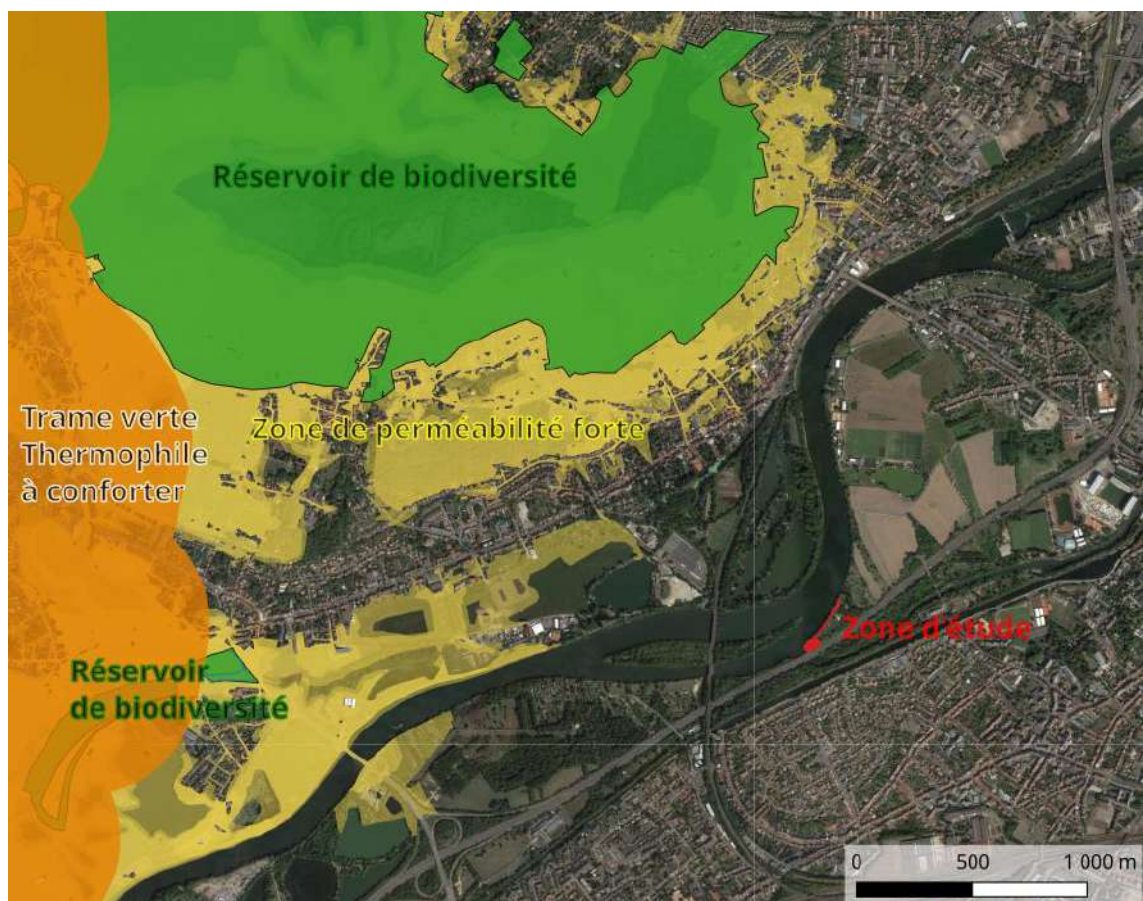 Réservoir de biodiversité
Zone de perméabilité forte
Trame verte
Thermophile
à conforter
Zone d'étude
Réservoir
de biodiversité
0 500 1 000 m